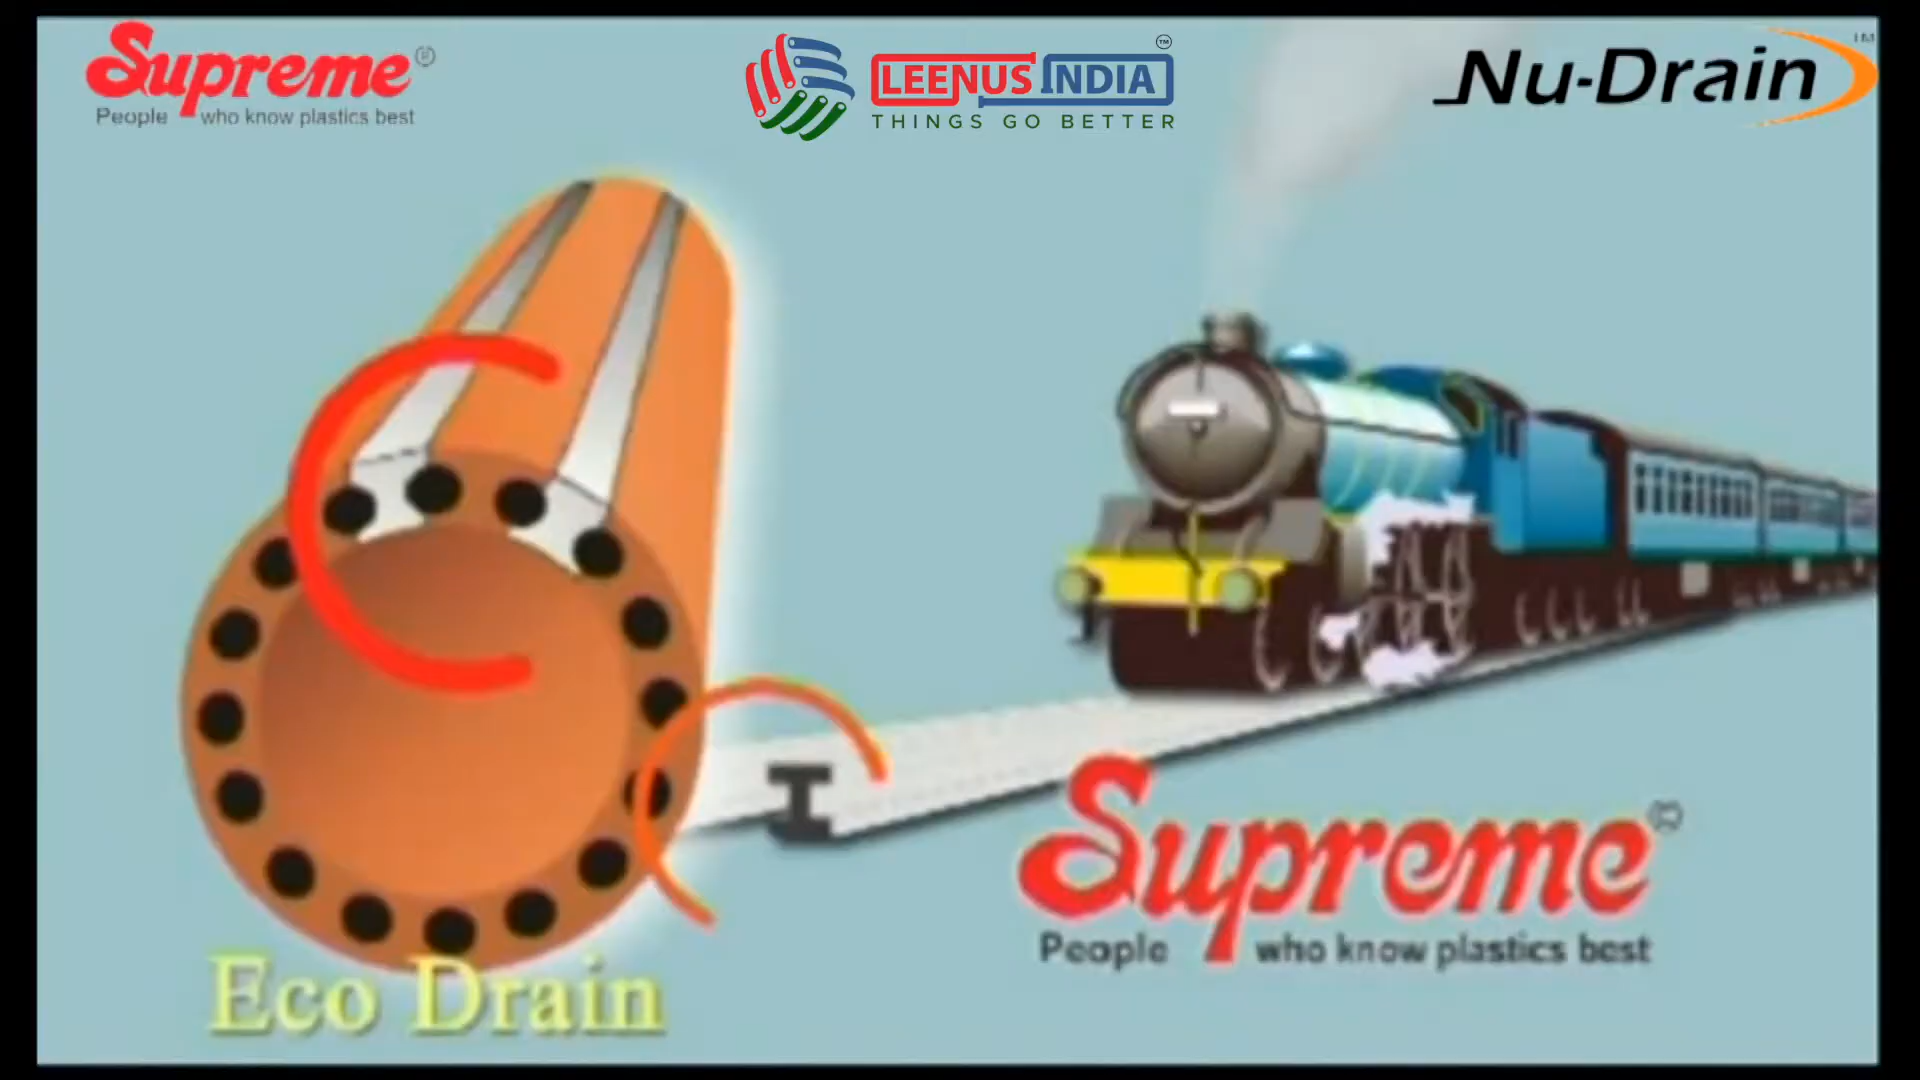 Supreme®
People who know plastics best
LEENUS INDIA™
THINGS GO BETTER
Nu-Drain™
Supreme®
People who know plastics best
Eco Drain